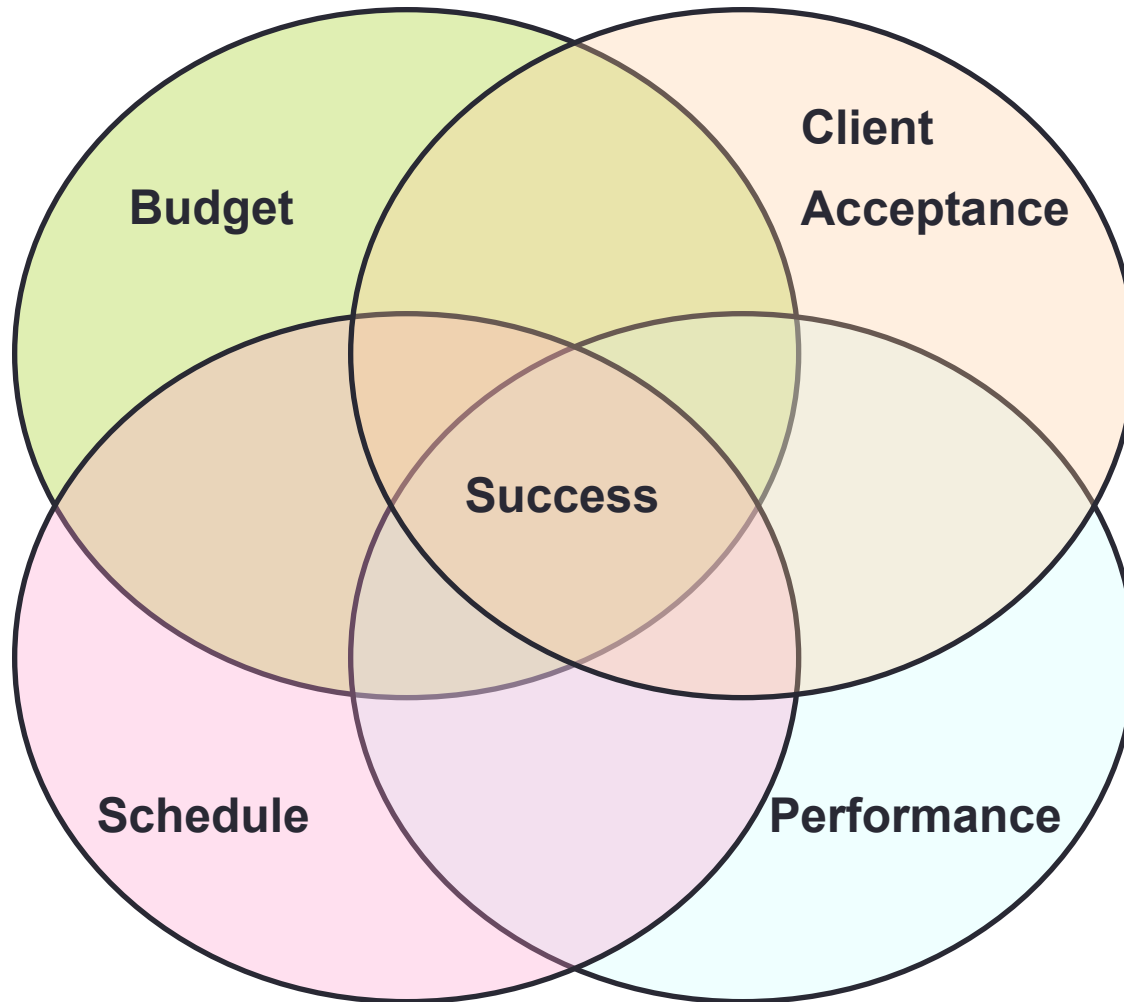 Client
Acceptance
Budget
Success
Schedule
Performance